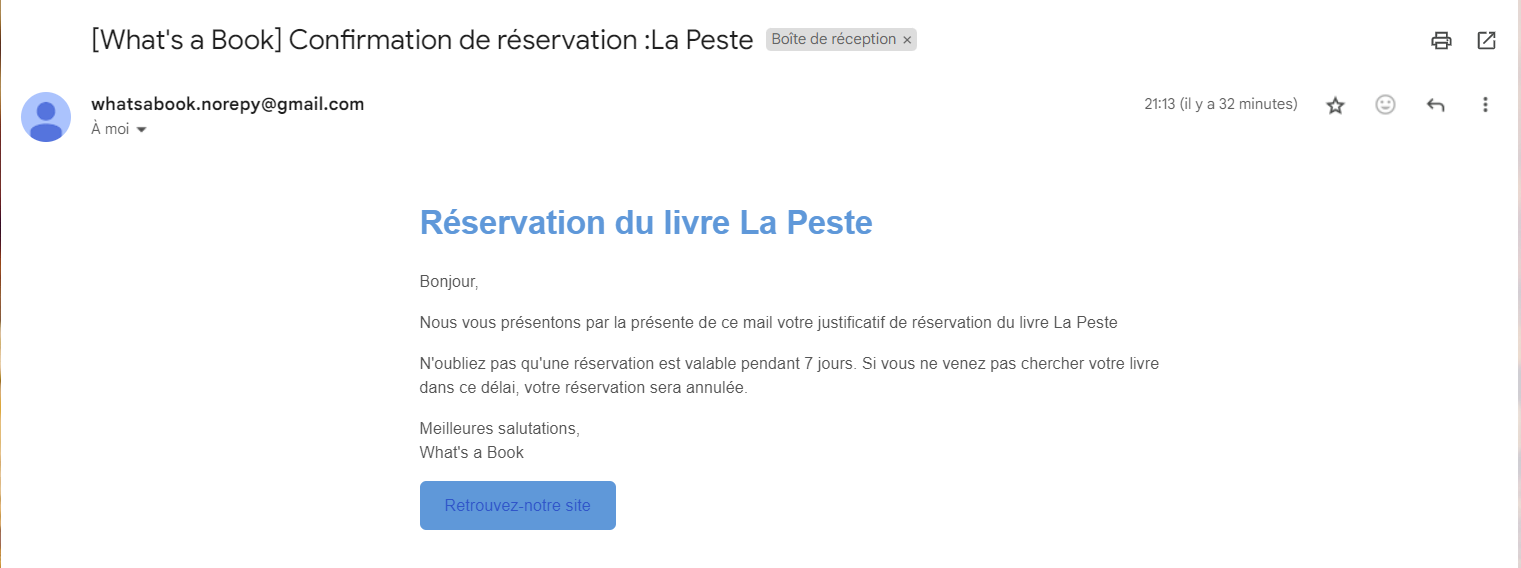 [What's a Book] Confirmation de réservation :La Peste Boîte de réception ×
whatsabook.norepy@gmail.com 21:13 (il y a 32 minutes)
À moi
Réservation du livre La Peste
Bonjour,
Nous vous présentons par la présente de ce mail votre justificatif de réservation du livre La Peste
N'oubliez pas qu'une réservation est valable pendant 7 jours. Si vous ne venez pas chercher votre livre
dans ce délai, votre réservation sera annulée.
Meilleures salutations,
What's a Book
Retrouvez-notre site